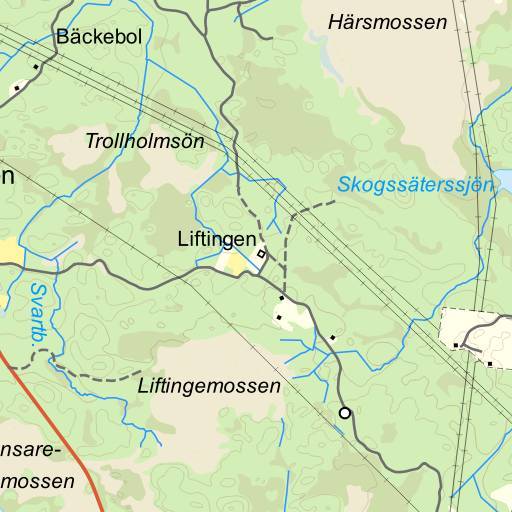 Härsmossen
Bäckebol
Trollholmsön
Skogssäterssjön
n
Liftingen
Svartb.
Liftingemossen
nsare-
mossen